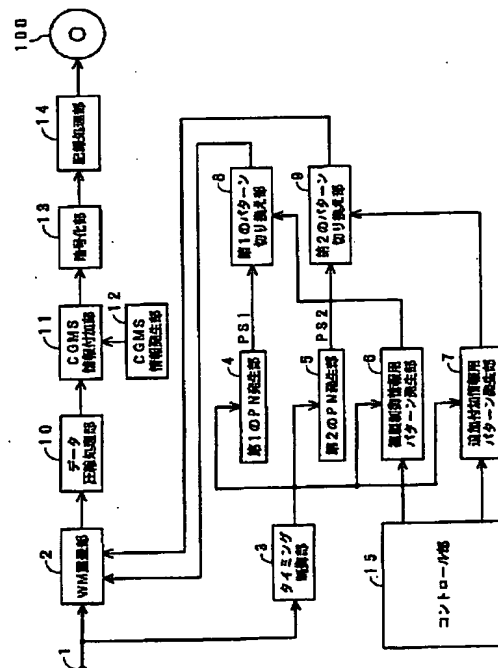 100
14
記録処理部
13
暗号化部
11
CGMS
情報付加部
12
CGMS
情報発生部
10
データ
圧縮処理部
2
WM重畳部
1
8
第1のパターン
切り換え部
9
第2のパターン
切り換え部
PS1
PS2
4
第1のPN発生部
5
第2のPN発生部
6
複製制御情報用
パターン発生部
7
追加付加情報用
パターン発生部
3
タイミング
制御部
15
コントロール部